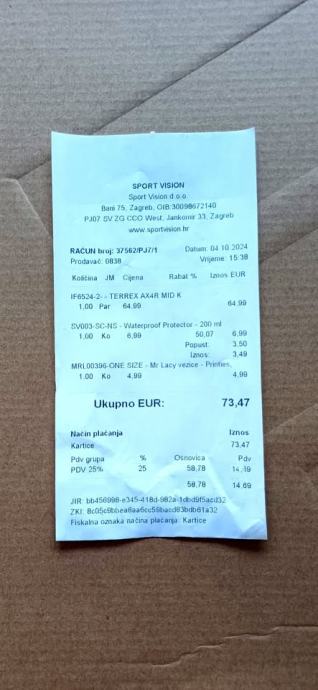 SPORT VISION
Sport Vision d.o.o.
Bani 75, Zagreb, OIB:30098672140
PJ07 SV ZG CCO West, Jankomir 33, Zagreb
www.sportvision.hr
RAČUN broj: 37562/PJ7/1 Datum: 04.10.2024
Prodavač: 0838 Vrijeme: 15:38
Količina JM Cijena Rabat % Iznos EUR
IF6524-2- - TERREX AX4R MID K
1,00 Par 64,99 64,99
SV003-SC-NS - Waterproof Protector - 200 ml
1,00 Ko 6,99 50,07 6,99
Popust: 3,50
Iznos: 3,49
MRL00396-ONE SIZE - Mr Lacy vezice - Printies,
1,00 Ko 4,99 4,99
Ukupno EUR: 73,47
Način plaćanja Iznos
Kartice 73,47
Pdv grupa % Osnovica Pdv
PDV 25% 25 58,78 14,69
58,78 14,69
JIR:
ZKI:
Fiskalna oznaka načina plaćanja: Kartice